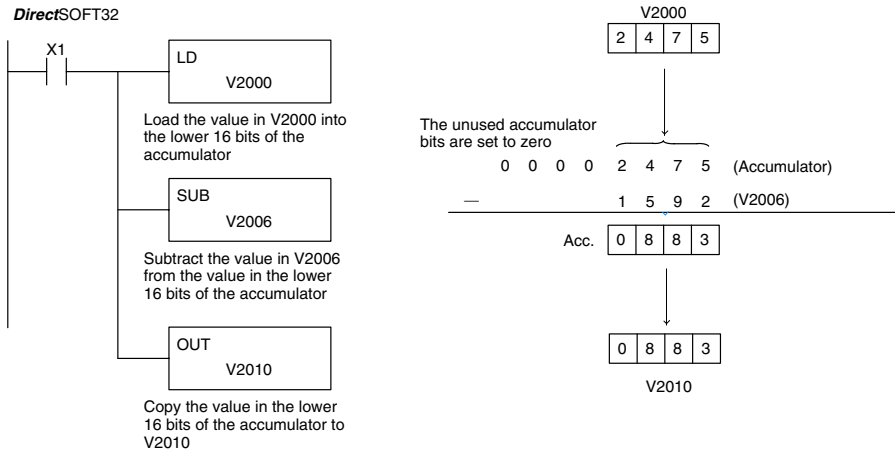 DirectSOFT32
X1
LD
V2000
Load the value in V2000 into
the lower 16 bits of the
accumulator
SUB
V2006
Subtract the value in V2006
from the value in the lower
16 bits of the accumulator
OUT
V2010
Copy the value in the lower
16 bits of the accumulator to
V2010
V2000
2 4 7 5
The unused accumulator
bits are set to zero
0 0 0 0 2 4 7 5 (Accumulator)
— 1 5 9 2 (V2006)
Acc. 0 8 8 3
0 8 8 3
V2010